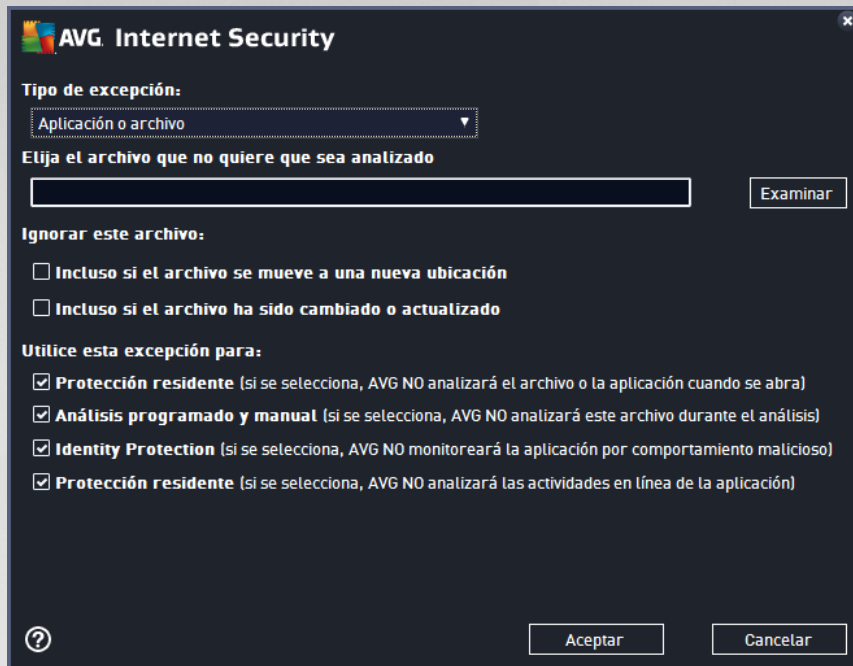 AVG. Internet Security
Tipo de excepción:
Aplicación o archivo
Elija el archivo que no quiere que sea analizado
Examinar
Ignorar este archivo:
Incluso si el archivo se mueve a una nueva ubicación
Incluso si el archivo ha sido cambiado o actualizado
Utilice esta excepción para:
Protección residente (si se selecciona, AVG NO analizará el archivo o la aplicación cuando se abra)
Análisis programado y manual (si se selecciona, AVG NO analizará este archivo durante el análisis)
Identity Protection (si se selecciona, AVG NO monitoreará la aplicación por comportamiento malicioso)
Protección residente (si se selecciona, AVG NO analizará las actividades en línea de la aplicación)
Aceptar
Cancelar